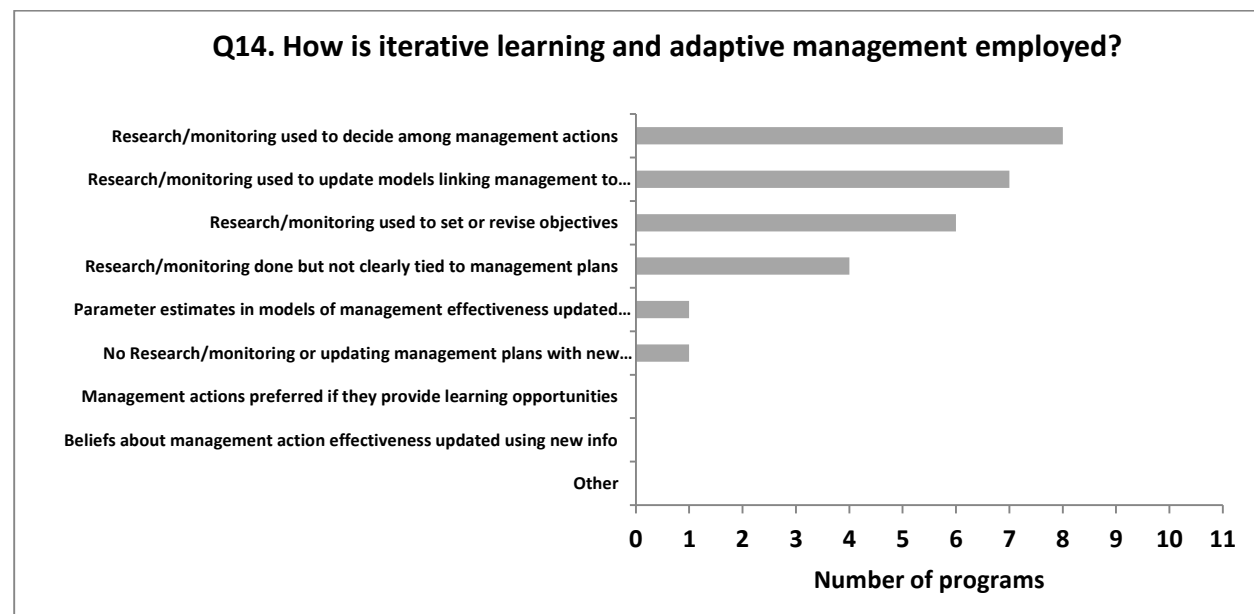 Q14. How is iterative learning and adaptive management employed?
Research/monitoring used to decide among management actions
Research/monitoring used to update models linking management to...
Research/monitoring used to set or revise objectives
Research/monitoring done but not clearly tied to management plans
Parameter estimates in models of management effectiveness updated...
No Research/monitoring or updating management plans with new...
Management actions preferred if they provide learning opportunities
Beliefs about management action effectiveness updated using new info
Other
0 1 2 3 4 5 6 7 8 9 10 11
Number of programs